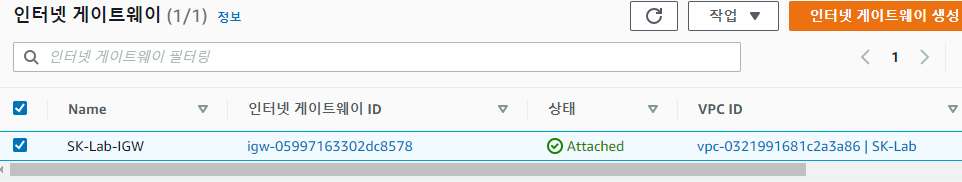 인터넷 게이트웨이 (1/1) 정보
작업
인터넷 게이트웨이 생성
인터넷 게이트웨이 필터링
1
Name 인터넷 게이트웨이 ID 상태 VPC ID
SK-Lab-IGW igw-05997163302dc8578 Attached vpc-0321991681c2a3a86 | SK-Lab